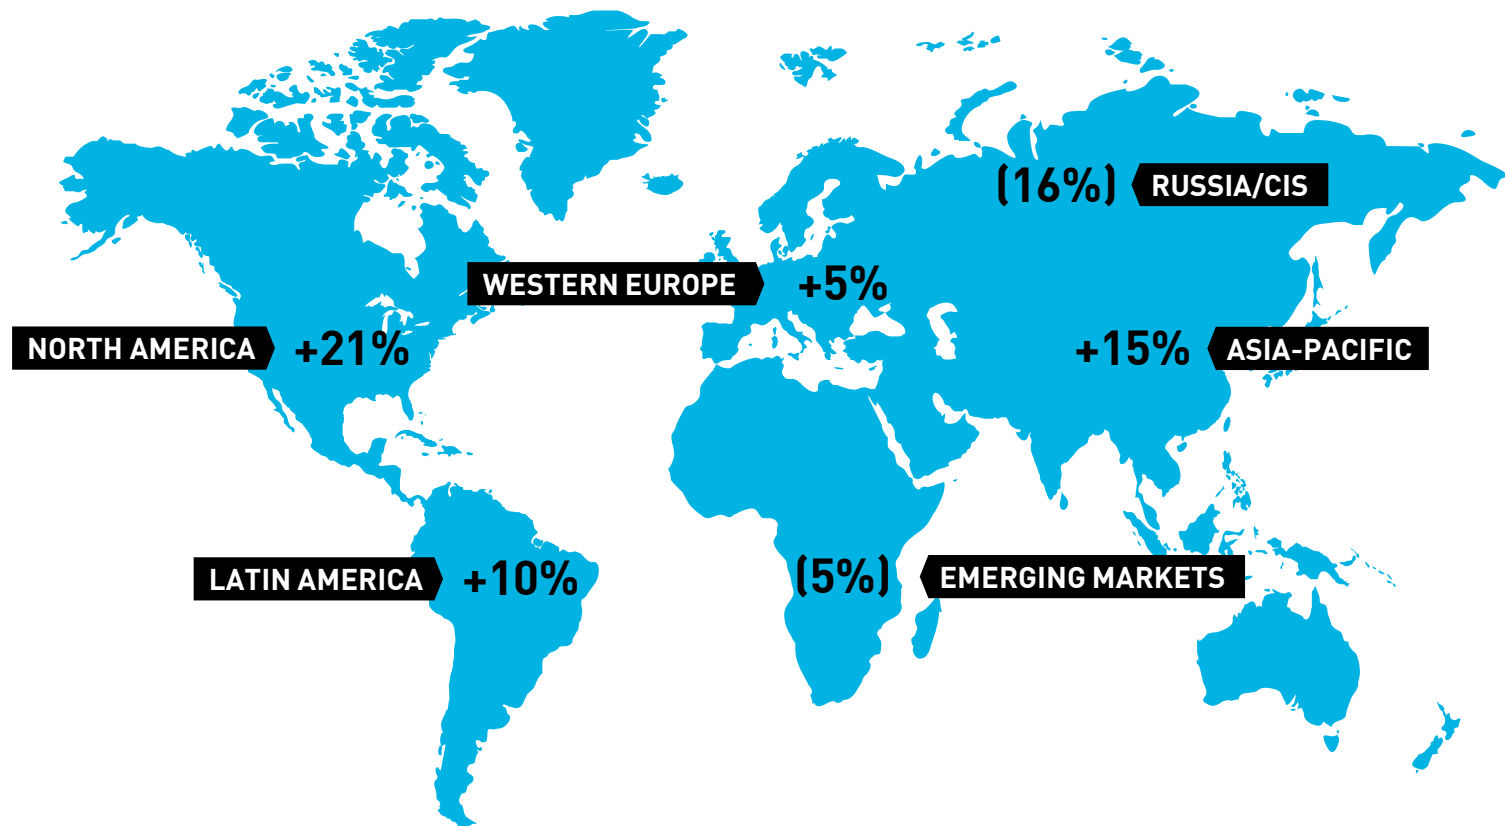 (16%) RUSSIA/CIS
WESTERN EUROPE +5%
NORTH AMERICA +21%
+15% ASIA-PACIFIC
LATIN AMERICA +10%
(5%) EMERGING MARKETS